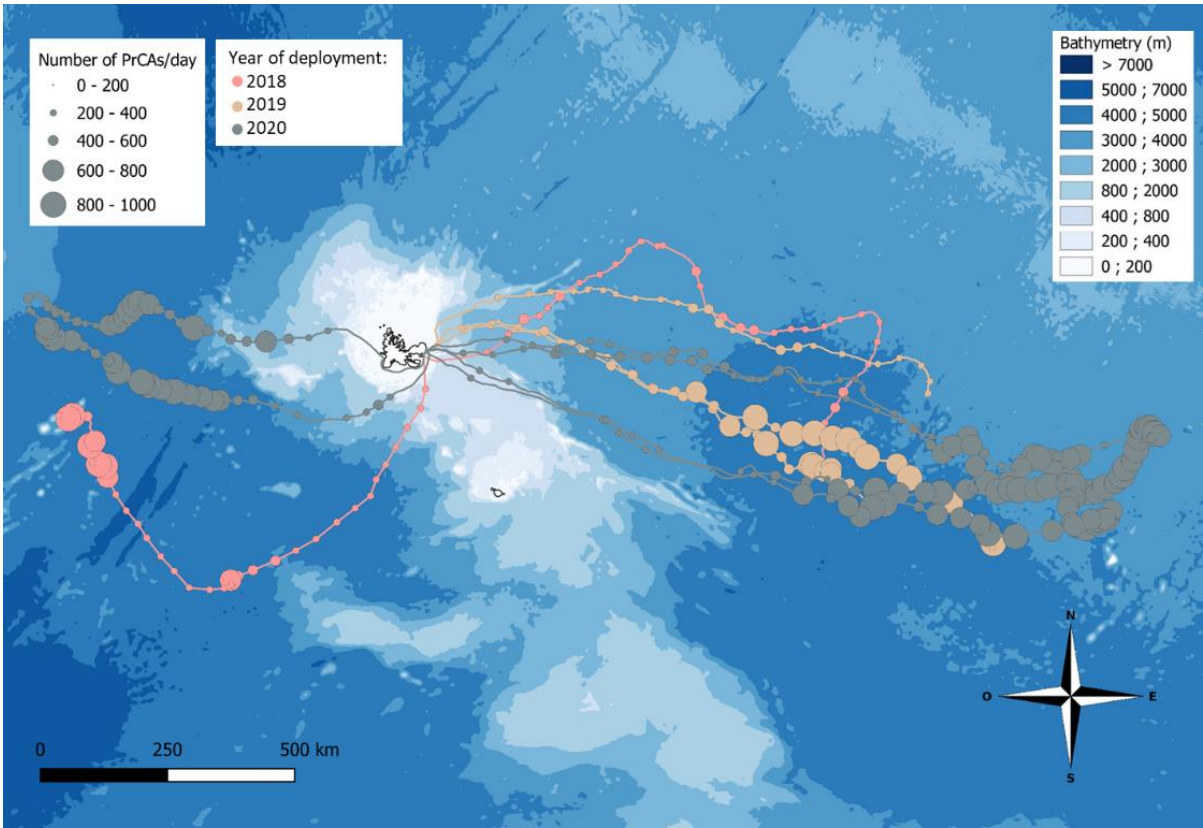 Number of PrCAs/day
0 - 200
200 - 400
400 - 600
600 - 800
800 - 1000
Year of deployment:
2018
2019
2020
Bathymetry (m)
> 7000
5000 ; 7000
4000 ; 5000
3000 ; 4000
2000 ; 3000
800 ; 2000
400 ; 800
200 ; 400
0 ; 200
N
O
E
S
0
250
500 km